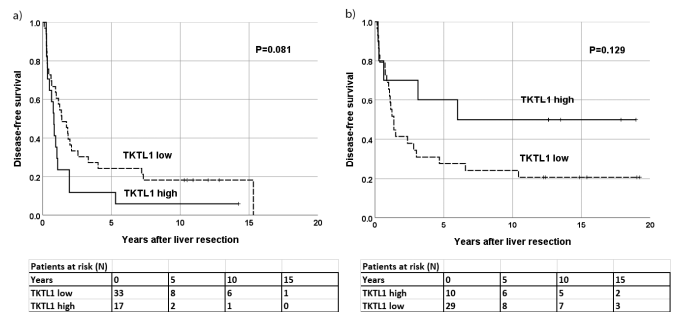 a)
P=0.081
Disease-free survival
1.0
0.8
0.6
0.4
0.2
0.0
TKTL1 low
TKTL1 high
0 5 10 15 20
Years after liver resection
Patients at risk (N)
Years 0 5 10 15
TKTL1 low 33 8 6 1
TKTL1 high 17 2 1 0
b)
P=0.129
Disease-free survival
1.0
0.8
0.6
0.4
0.2
0.0
TKTL1 high
TKTL1 low
0 5 10 15 20
Years after liver resection
Patients at risk (N)
Years 0 5 10 15
TKTL1 high 10 6 5 2
TKTL1 low 29 8 7 3